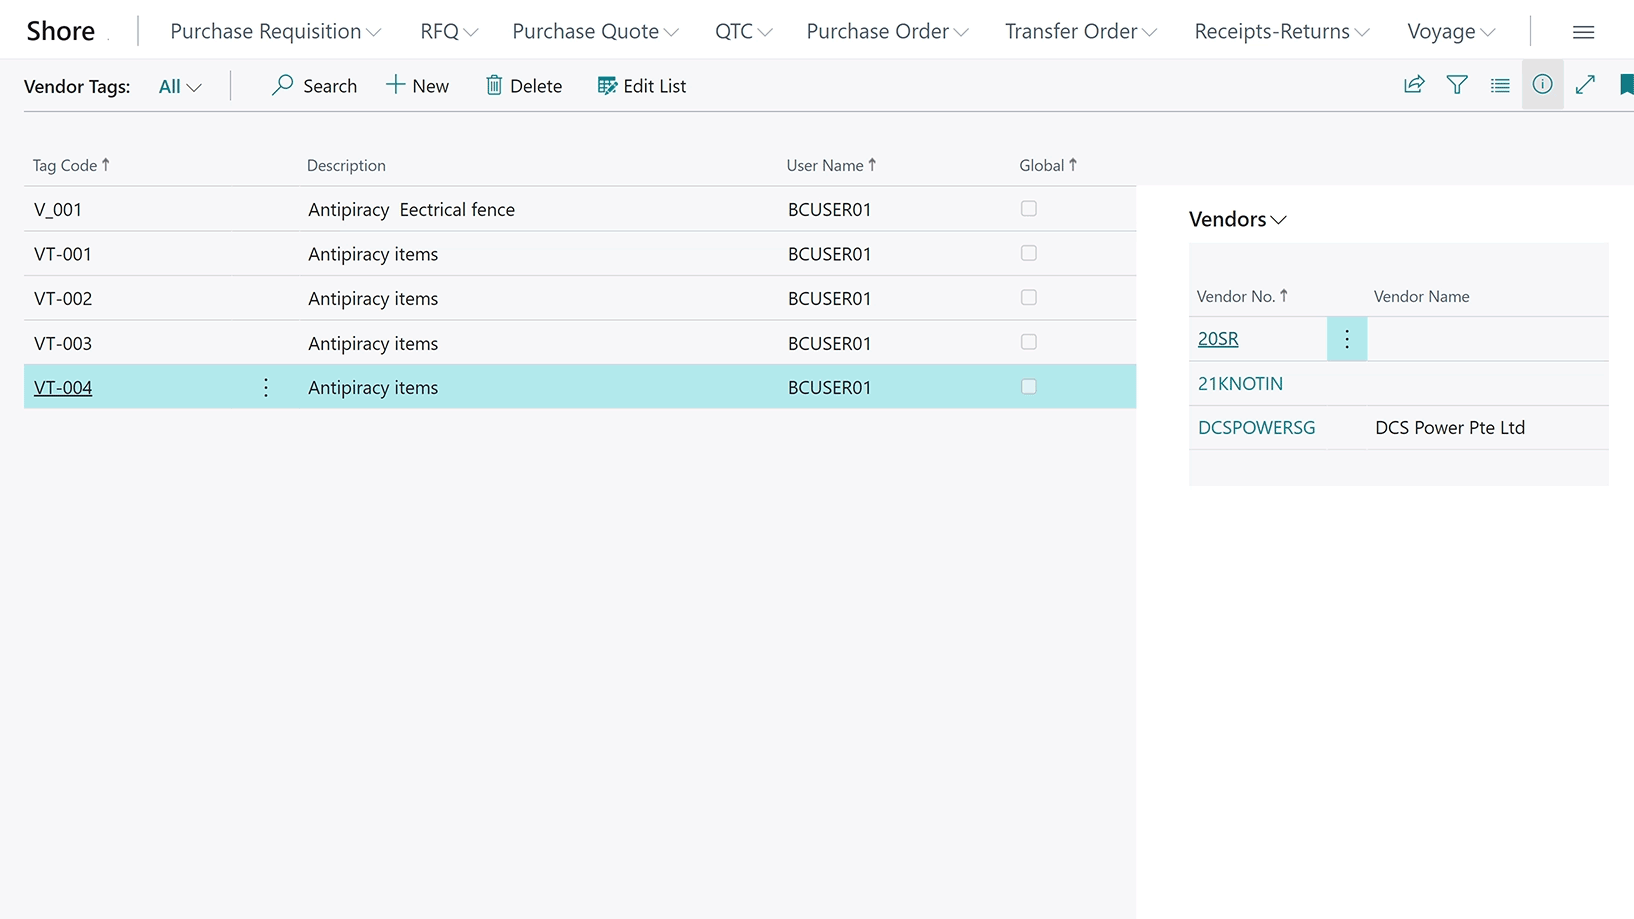 Shore Purchase Requisition RFQ Purchase Quote QTC Purchase Order Transfer Order Receipts-Returns Voyage
Vendor Tags: All Search New Delete Edit List
Tag Code ↑ Description User Name ↑ Global ↑
V_001 Antipiracy Eectrical fence BCUSER01
VT-001 Antipiracy items BCUSER01
VT-002 Antipiracy items BCUSER01
VT-003 Antipiracy items BCUSER01
VT-004 Antipiracy items BCUSER01
Vendors
Vendor No. ↑ Vendor Name
20SR
21KNOTIN
DCSPOWERSG DCS Power Pte Ltd